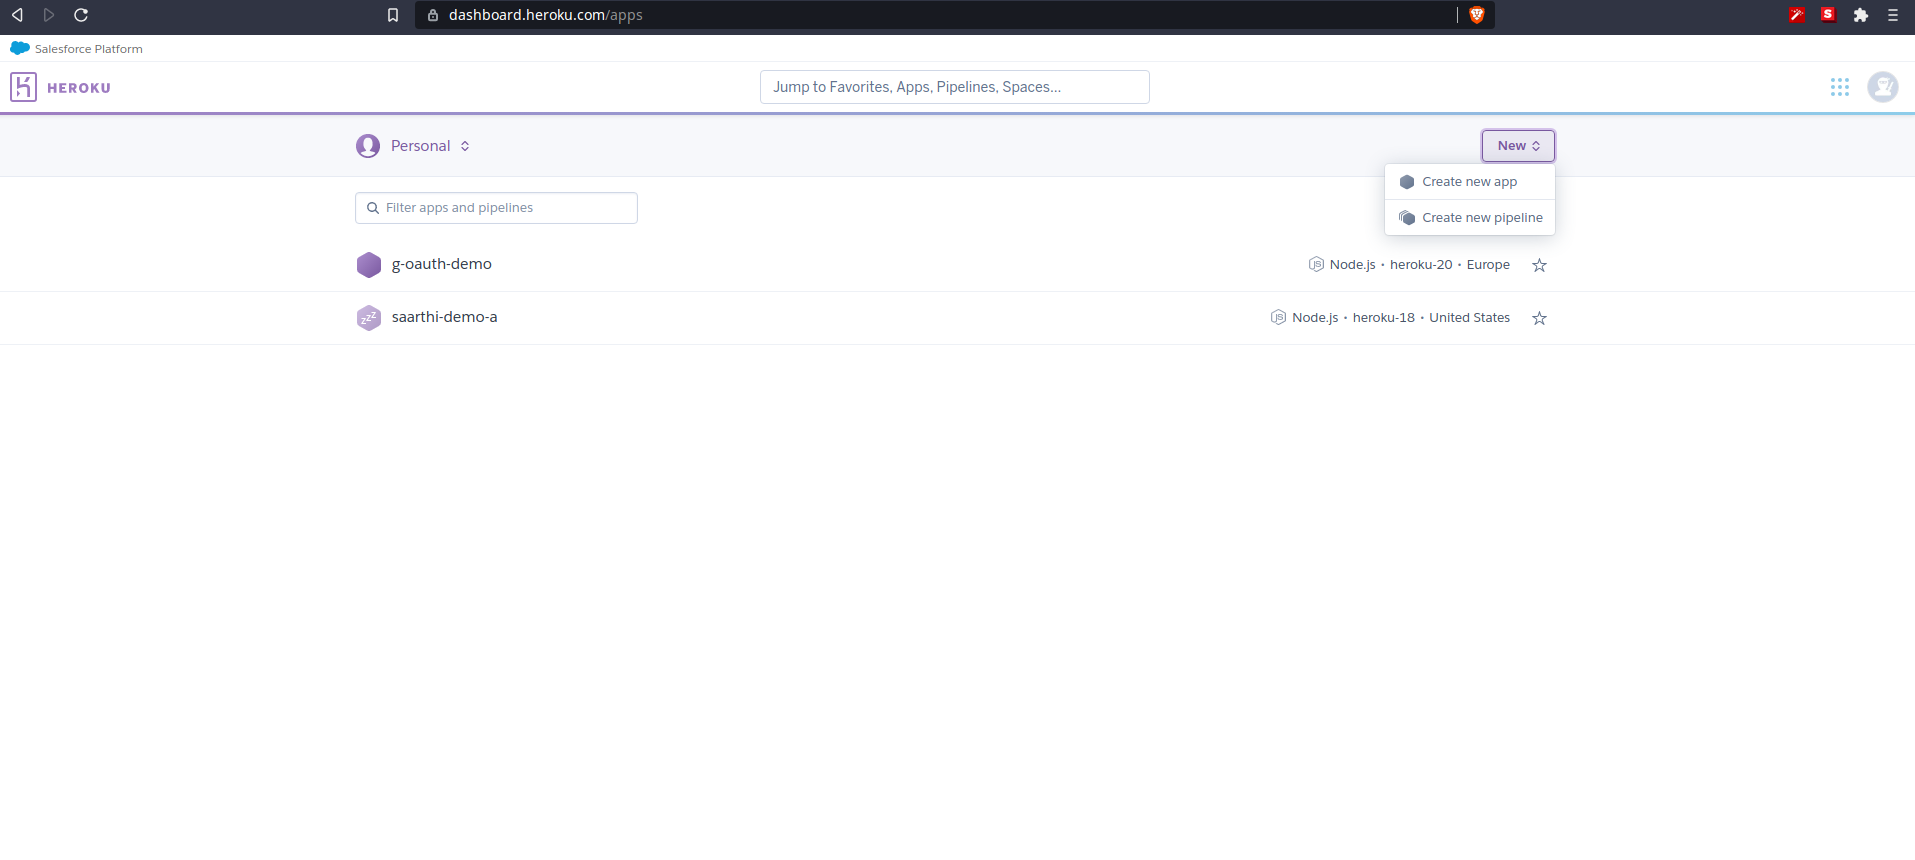 dashboard.heroku.com/apps
Salesforce Platform
HEROKU
Jump to Favorites, Apps, Pipelines, Spaces...
Personal
New
Create new app
Filter apps and pipelines
Create new pipeline
g-oauth-demo
Node.js • heroku-20 • Europe
saarthi-demo-a
Node.js • heroku-18 • United States